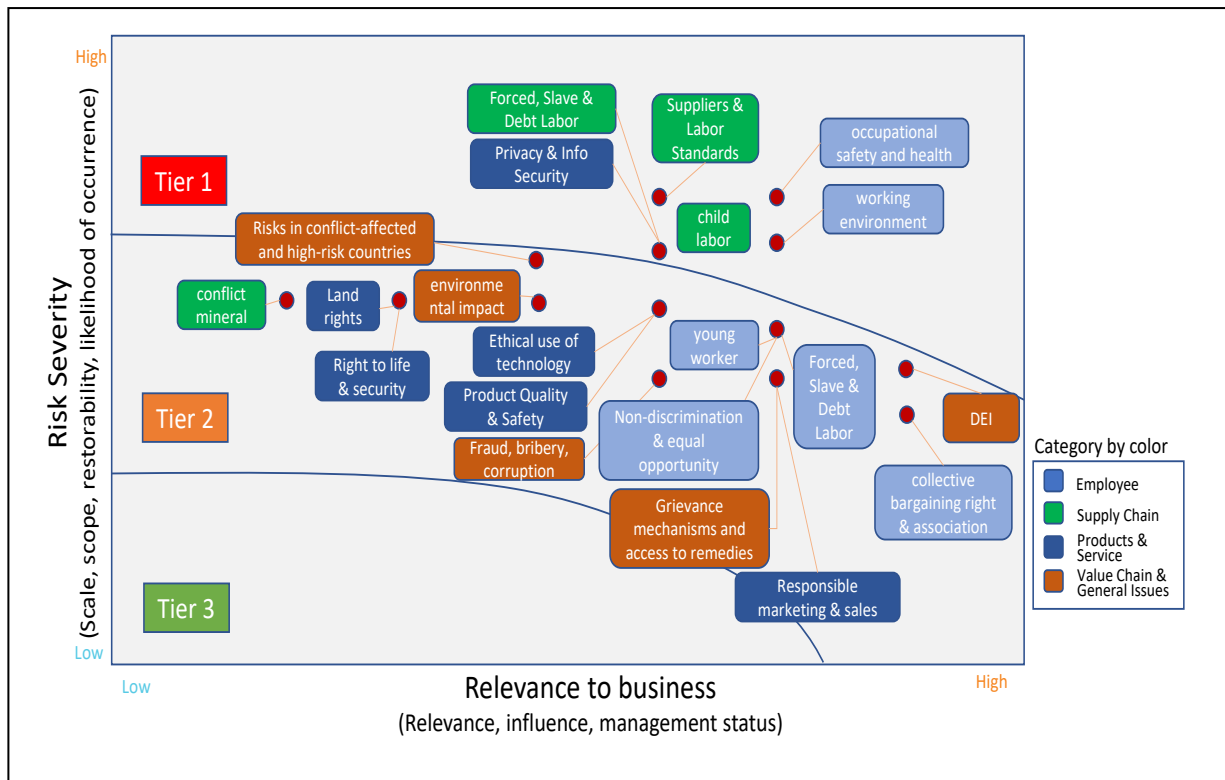 High
Risk Severity
(Scale, scope, restorability, likelihood of occurrence)
Low
Tier 1
Tier 2
Tier 3
Forced, Slave &
Debt Labor
Privacy & Info
Security
Suppliers &
Labor
Standards
occupational
safety and health
child
labor
working
environment
Risks in conflict-affected
and high-risk countries
conflict
mineral
Land
rights
environme
ntal impact
Right to life
& security
Ethical use of
technology
young
worker
Forced,
Slave &
Debt
Labor
Product Quality
& Safety
Non-discrimination
& equal
opportunity
DEI
Fraud, bribery,
corruption
collective
bargaining right
& association
Grievance
mechanisms and
access to remedies
Responsible
marketing & sales
Category by color
Employee
Supply Chain
Products &
Service
Value Chain &
General Issues
Low
Relevance to business
High
(Relevance, influence, management status)